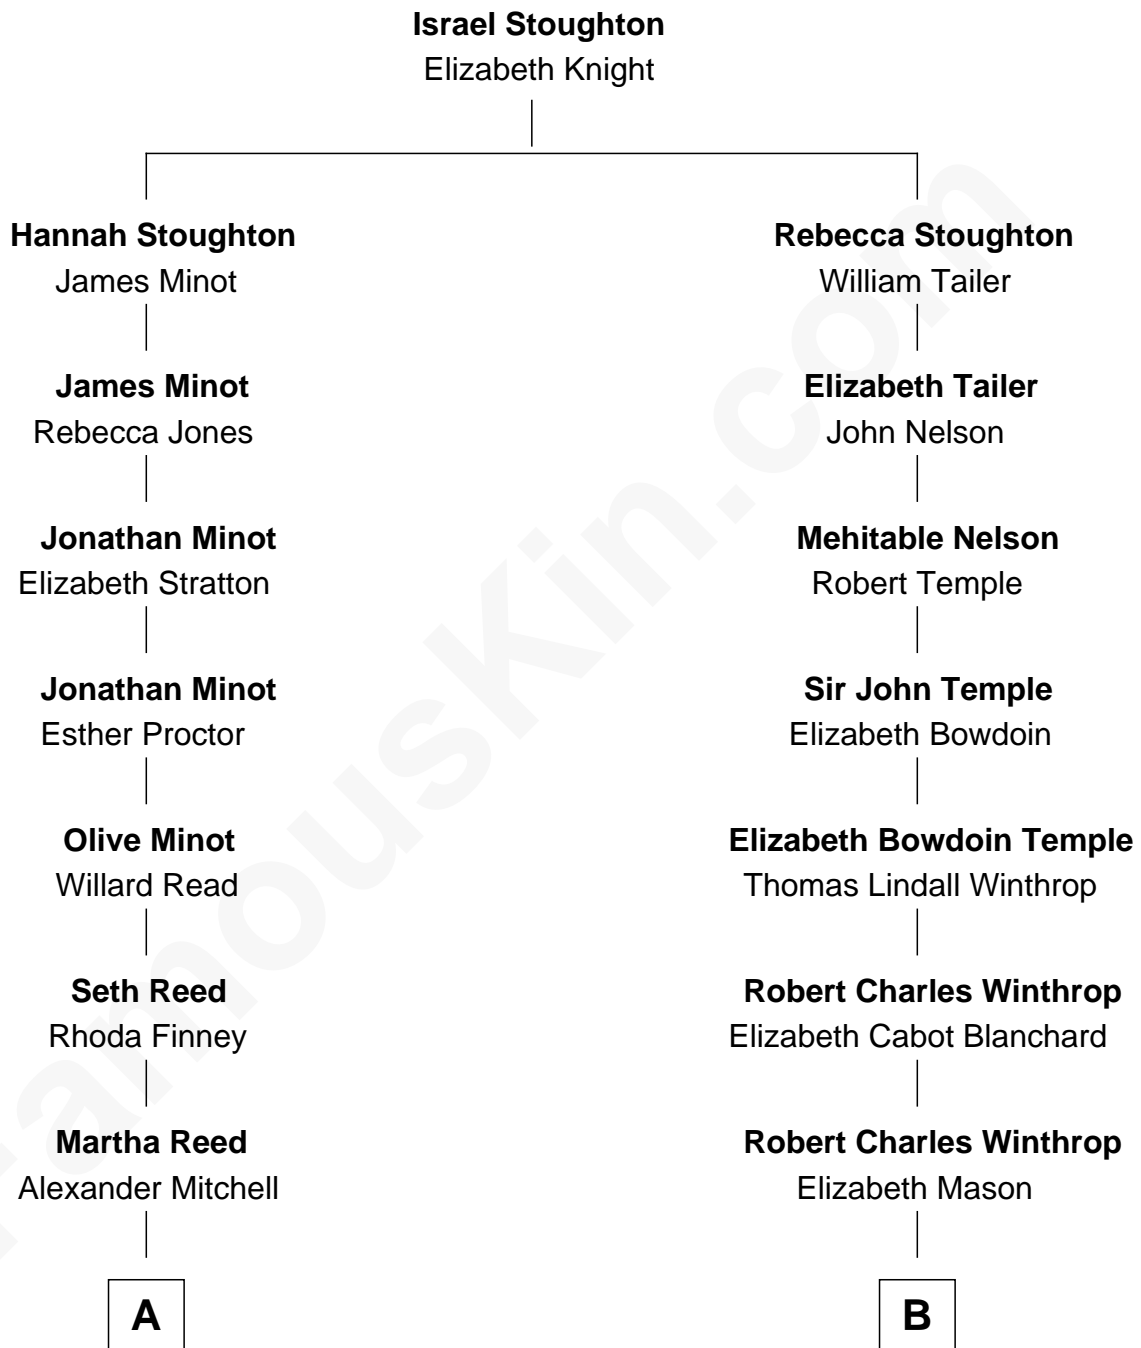 Israel Stoughton
Elizabeth Knight
Hannah Stoughton
James Minot
James Minot
Rebecca Jones
Jonathan Minot
Elizabeth Stratton
Jonathan Minot
Esther Proctor
Olive Minot
Willard Read
Seth Reed
Rhoda Finney
Martha Reed
Alexander Mitchell
A
Rebecca Stoughton
William Tailer
Elizabeth Tailer
John Nelson
Mehitable Nelson
Robert Temple
Sir John Temple
Elizabeth Bowdoin
Elizabeth Bowdoin Temple
Thomas Lindall Winthrop
Robert Charles Winthrop
Elizabeth Cabot Blanchard
Robert Charles Winthrop
Elizabeth Mason
B
FamousKin.com